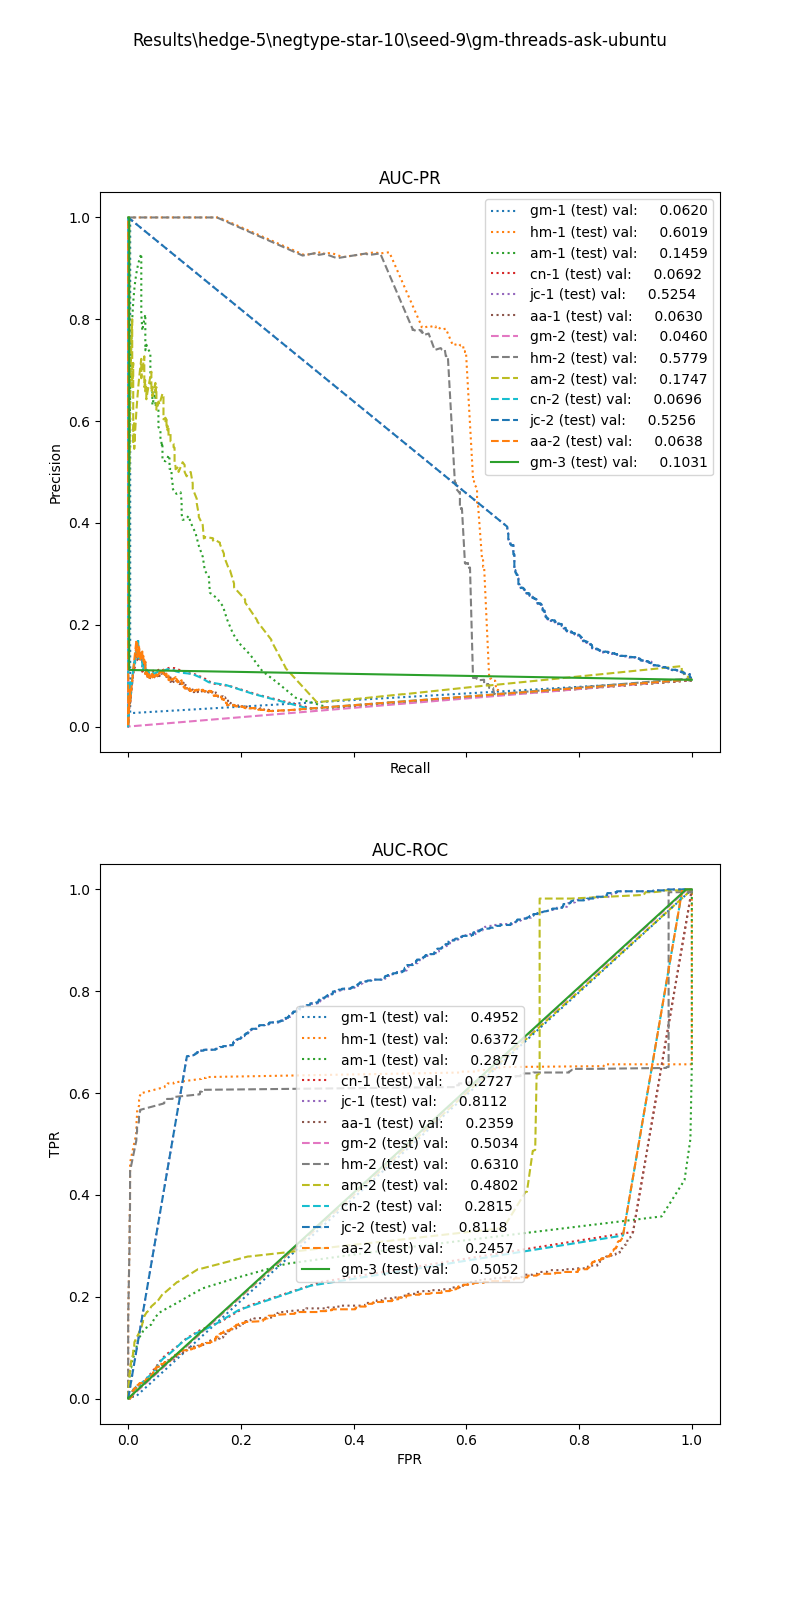 Results\hedge-5\negtype-star-10\seed-9\gm-threads-ask-ubuntu
AUC-PR
1.0
0.8
0.6
0.4
0.2
0.0
Precision
Recall
gm-1 (test) val: 0.0620
hm-1 (test) val: 0.6019
am-1 (test) val: 0.1459
cn-1 (test) val: 0.0692
jc-1 (test) val: 0.5254
aa-1 (test) val: 0.0630
gm-2 (test) val: 0.0460
hm-2 (test) val: 0.5779
am-2 (test) val: 0.1747
cn-2 (test) val: 0.0696
jc-2 (test) val: 0.5256
aa-2 (test) val: 0.0638
gm-3 (test) val: 0.1031
AUC-ROC
1.0
0.8
0.6
0.4
0.2
0.0
TPR
gm-1 (test) val: 0.4952
hm-1 (test) val: 0.6372
am-1 (test) val: 0.2877
cn-1 (test) val: 0.2727
jc-1 (test) val: 0.8112
aa-1 (test) val: 0.2359
gm-2 (test) val: 0.5034
hm-2 (test) val: 0.6310
am-2 (test) val: 0.4802
cn-2 (test) val: 0.2815
jc-2 (test) val: 0.8118
aa-2 (test) val: 0.2457
gm-3 (test) val: 0.5052
0.0 0.2 0.4 0.6 0.8 1.0
FPR